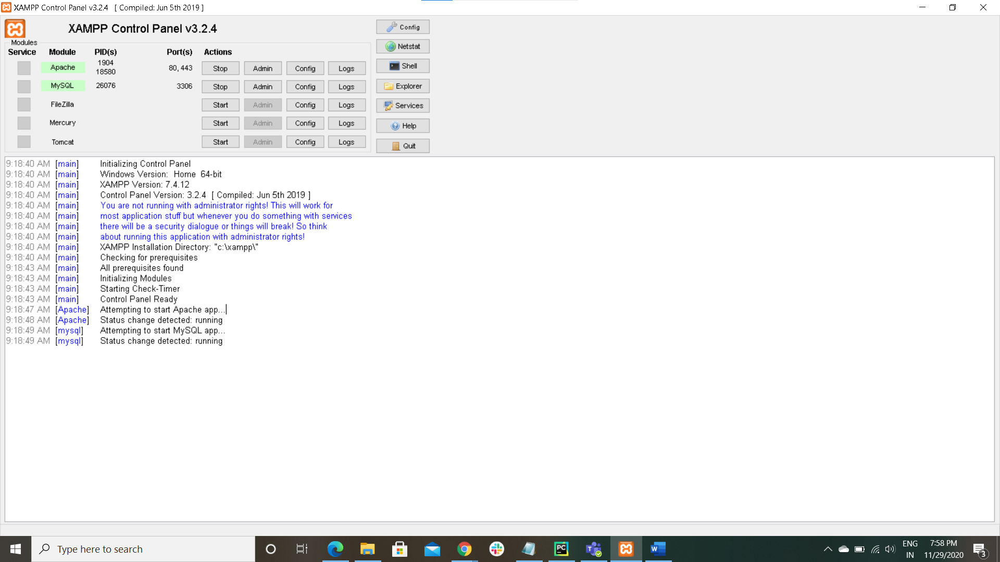 XAMPP Control Panel v3.2.4 [ Compiled: Jun 5th 2019 ]
XAMPP Control Panel v3.2.4
Config
Modules
Service Module PID(s) Port(s) Actions
Netstat
Apache 1904 18580 80, 443 Stop Admin Config Logs
Shell
MySQL 26076 3306 Stop Admin Config Logs
Explorer
FileZilla Start Admin Config Logs
Services
Mercury Start Admin Config Logs
Help
Tomcat Start Admin Config Logs
Quit
9:18:40 AM [main] Initializing Control Panel
9:18:40 AM [main] Windows Version: Home 64-bit
9:18:40 AM [main] XAMPP Version: 7.4.12
9:18:40 AM [main] Control Panel Version: 3.2.4 [ Compiled: Jun 5th 2019 ]
9:18:40 AM [main] You are not running with administrator rights! This will work for
9:18:40 AM [main] most application stuff but whenever you do something with services
9:18:40 AM [main] there will be a security dialogue or things will break! So think
9:18:40 AM [main] about running this application with administrator rights!
9:18:40 AM [main] XAMPP Installation Directory: "c:\xampp\"
9:18:40 AM [main] Checking for prerequisites
9:18:43 AM [main] All prerequisites found
9:18:43 AM [main] Initializing Modules
9:18:43 AM [main] Starting Check-Timer
9:18:43 AM [main] Control Panel Ready
9:18:47 AM [Apache] Attempting to start Apache app...
9:18:48 AM [Apache] Status change detected: running
9:18:49 AM [mysql] Attempting to start MySQL app...
9:18:49 AM [mysql] Status change detected: running
Type here to search
PC
T
W
ENG
IN
7:58 PM
11/29/2020
3